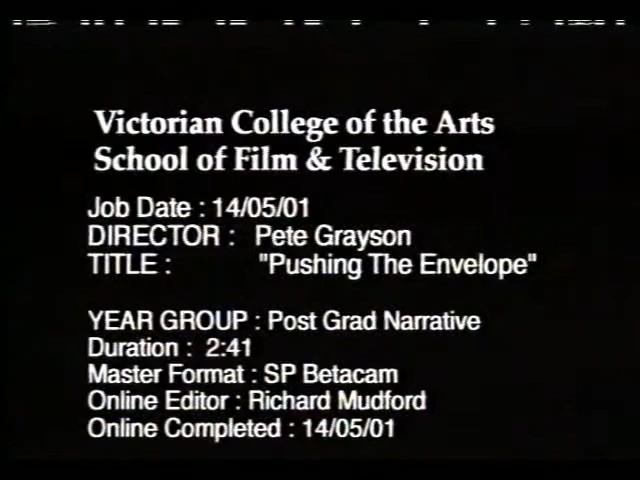 Victorian College of the Arts
School of Film & Television
Job Date : 14/05/01
DIRECTOR : Pete Grayson
TITLE : "Pushing The Envelope"
YEAR GROUP : Post Grad Narrative
Duration : 2:41
Master Format : SP Betacam
Online Editor : Richard Mudford
Online Completed : 14/05/01